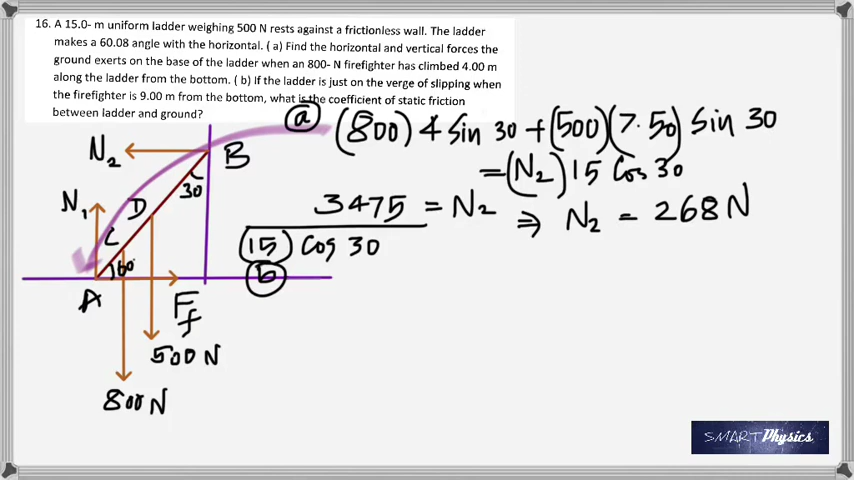 16. A 15.0- m uniform ladder weighing 500 N rests against a frictionless wall. The ladder
makes a 60.08 angle with the horizontal. ( a) Find the horizontal and vertical forces the
ground exerts on the base of the ladder when an 800- N firefighter has climbed 4.00 m
along the ladder from the bottom. ( b) If the ladder is just on the verge of slipping when
the firefighter is 9.00 m from the bottom, what is the coefficient of static friction
between ladder and ground?
(a) (800) 4 Sin 30 + (500)(7.50) Sin 30
= (N2) 15 Cos 30
3475 = N2 ⇒ N2 = 268 N
(15) Cos 30
(b)
N2
B
30
N1
D
C
60
A
Ff
500 N
800 N
SMART Physics